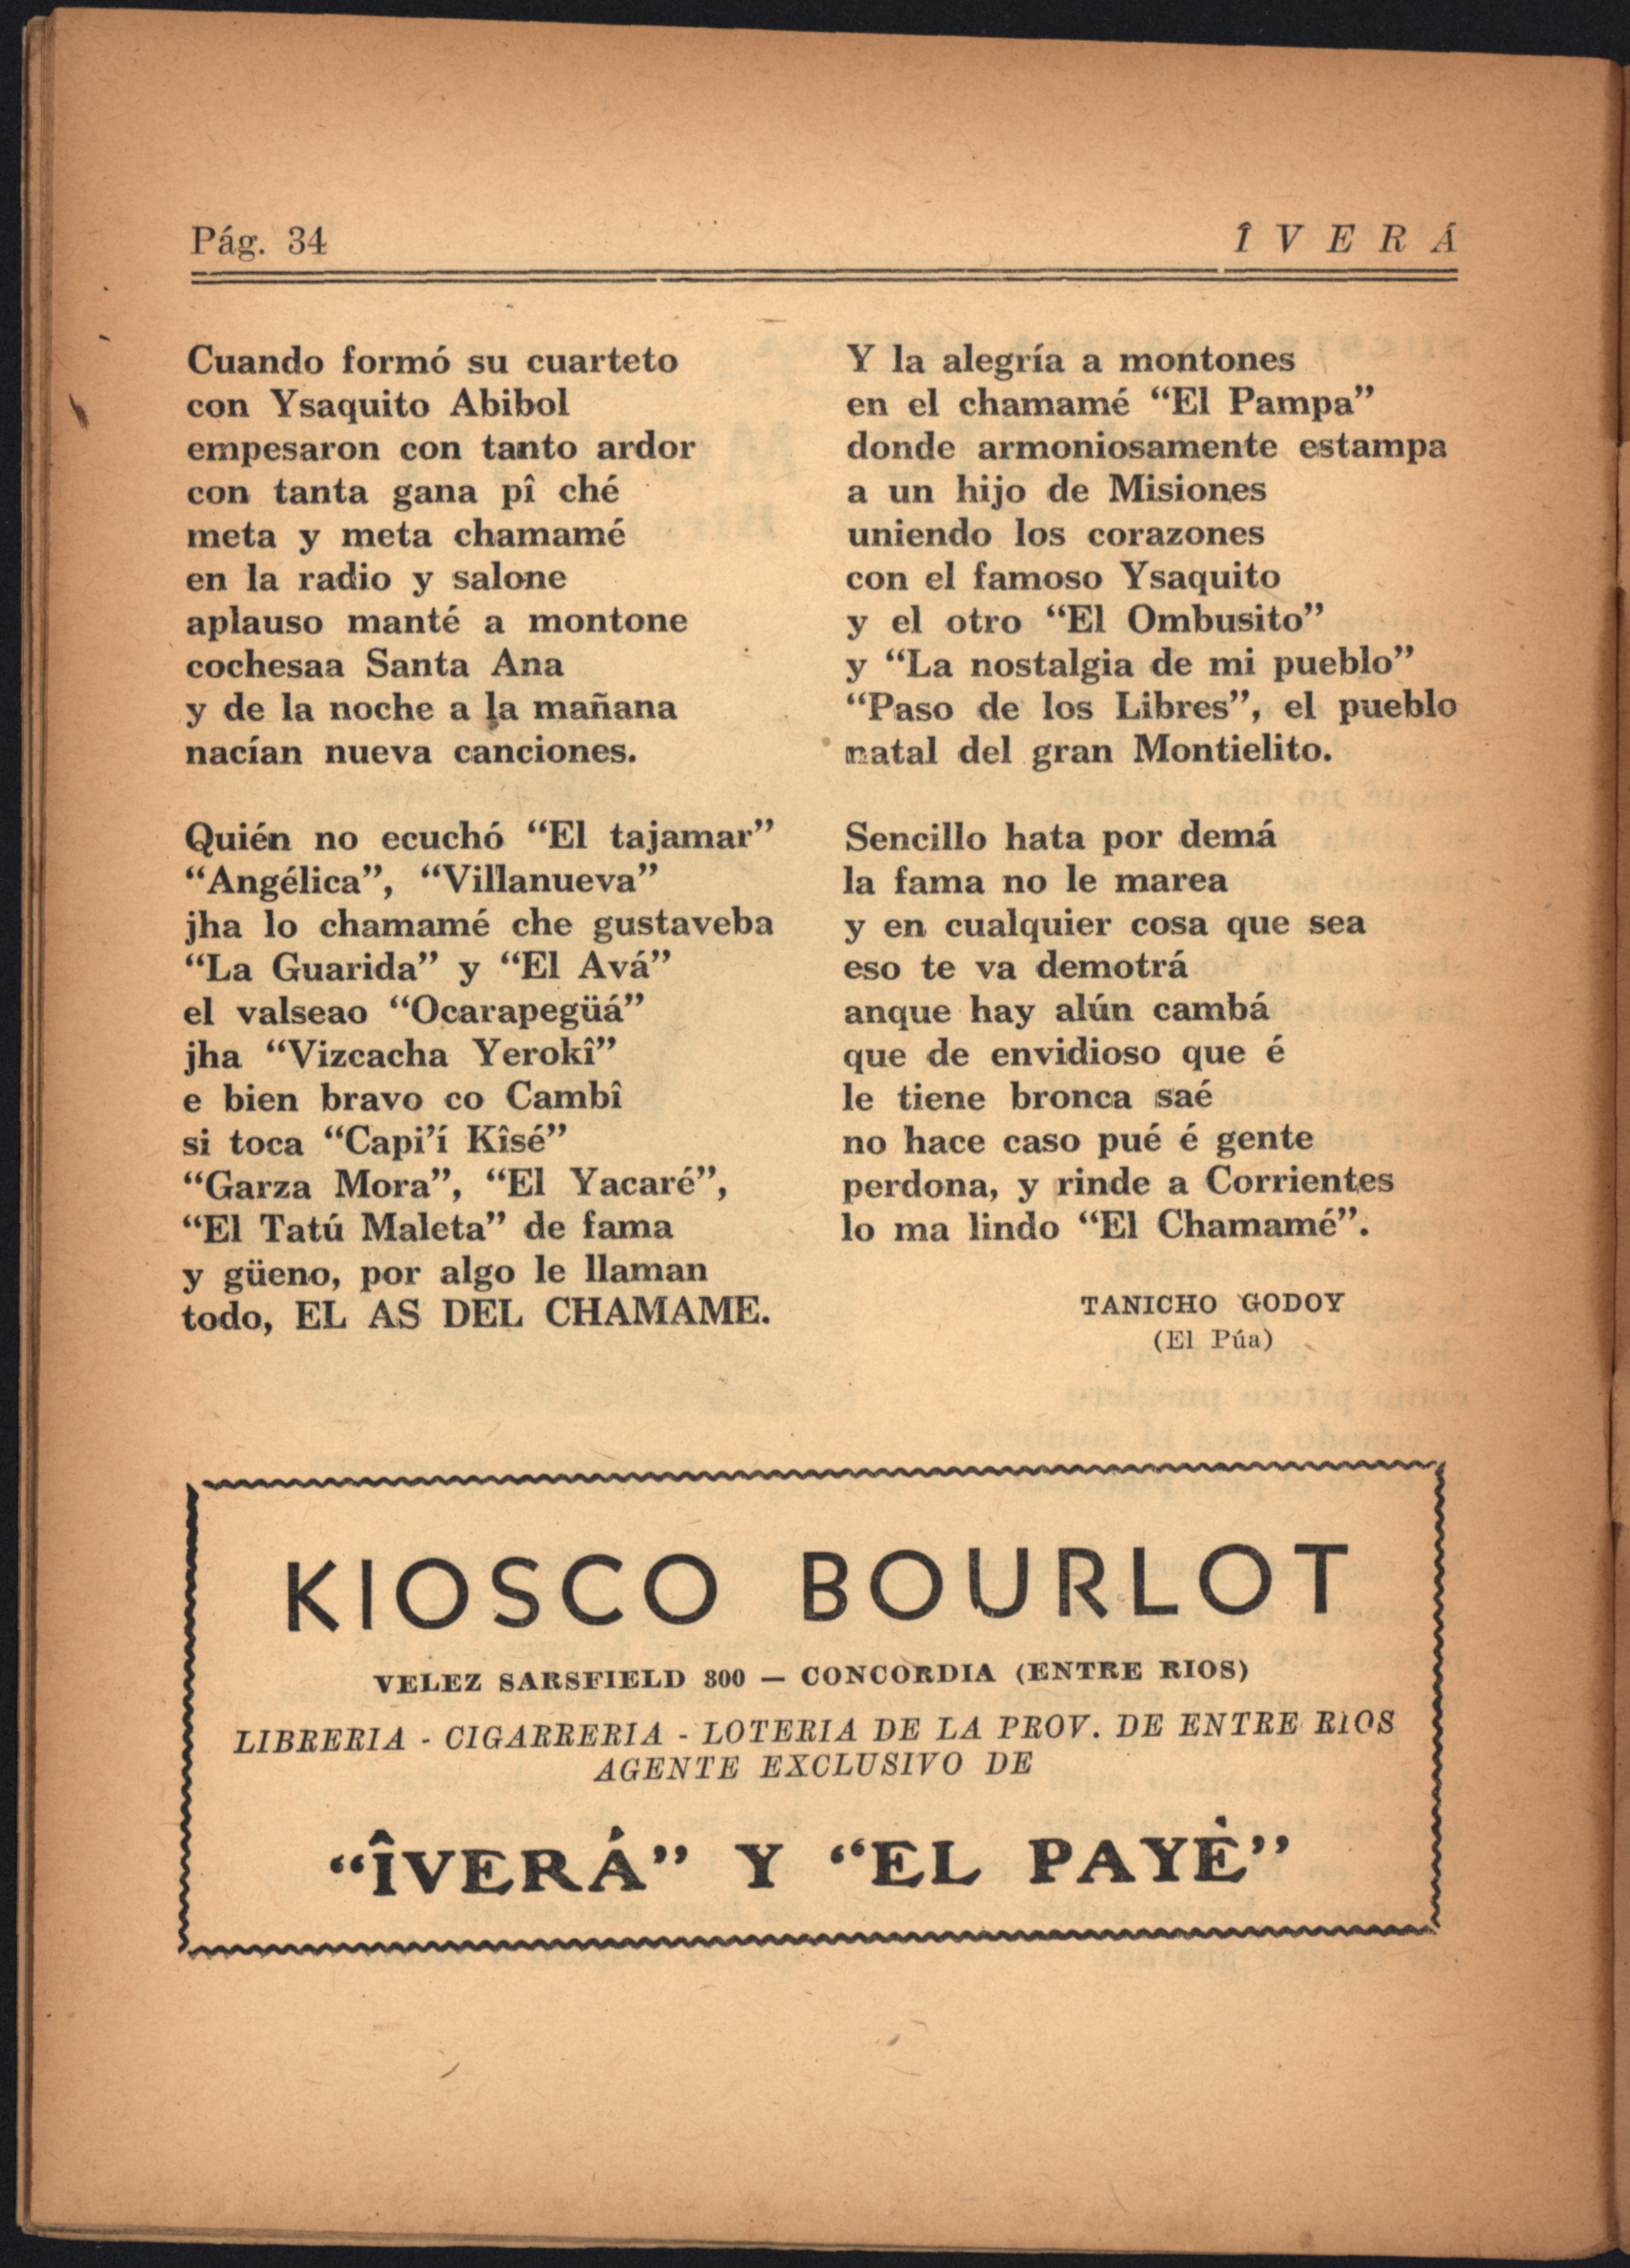 Pág. 34
Î V E R Á
Cuando formó su cuarteto
con Ysaquito Abibol
empesaron con tanto ardor
con tanta gana pî ché
meta y meta chamamé
en la radio y salone
aplauso manté a montone
cochesaa Santa Ana
y de la noche a la mañana
nacían nueva canciones.
Quién no ecuchó “El tajamar”
“Angélica”, “Villanueva”
jha lo chamamé che gustaveba
“La Guarida” y “El Avá”
el valseao “Ocarapegüá”
jha “Vizcacha Yerokî”
e bien bravo co Cambî
si toca “Capi’í Kîsé”
“Garza Mora”, “El Yacaré”,
“El Tatú Maleta” de fama
y güeno, por algo le llaman
todo, EL AS DEL CHAMAME.
Y la alegría a montones
en el chamamé “El Pampa”
donde armoniosamente estampa
a un hijo de Misiones
uniendo los corazones
con el famoso Ysaquito
y el otro “El Ombusito”
y “La nostalgia de mi pueblo”
“Paso de los Libres”, el pueblo
natal del gran Montielito.
Sencillo hata por demá
la fama no le marea
y en cualquier cosa que sea
eso te va demotrá
anque hay alún cambá
que de envidioso que é
le tiene bronca saé
no hace caso pué é gente
perdona, y rinde a Corrientes
lo ma lindo “El Chamamé”.
TANICHO GODOY
(El Púa)
KIOSCO BOURLOT
VELEZ SARSFIELD 300 — CONCORDIA (ENTRE RIOS)
LIBRERIA - CIGARRERIA - LOTERIA DE LA PROV. DE ENTRE RIOS
AGENTE EXCLUSIVO DE
“ÎVERÁ” Y “EL PAYÉ”